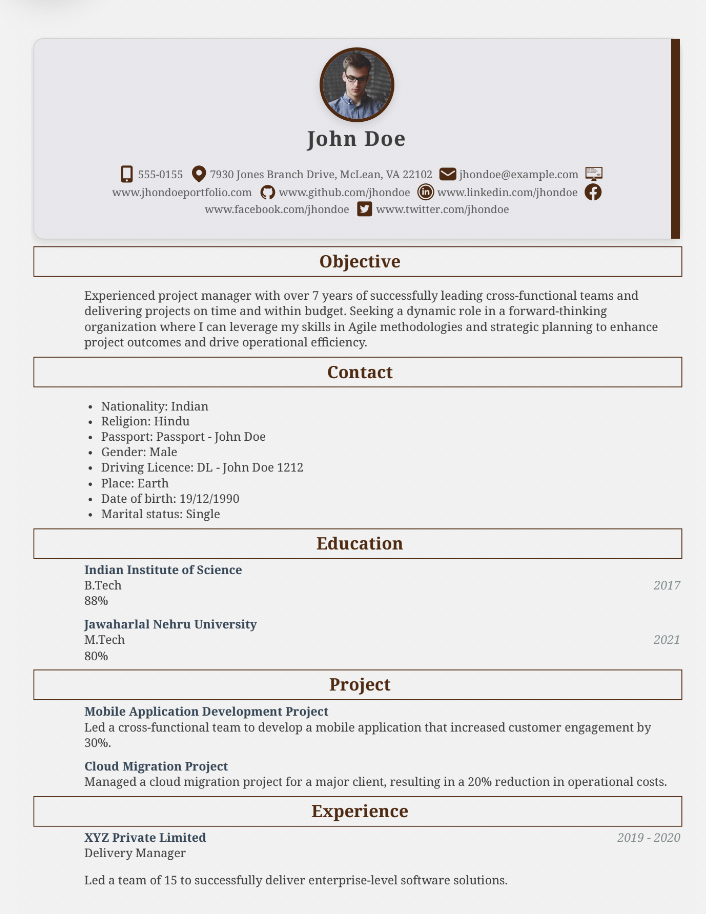 John Doe
555-0155 7930 Jones Branch Drive, McLean, VA 22102 jhondoe@example.com
www.jhondoeportfolio.com www.github.com/jhondoe www.linkedin.com/jhondoe
www.facebook.com/jhondoe www.twitter.com/jhondoe
Objective
Experienced project manager with over 7 years of successfully leading cross-functional teams and
delivering projects on time and within budget. Seeking a dynamic role in a forward-thinking
organization where I can leverage my skills in Agile methodologies and strategic planning to enhance
project outcomes and drive operational efficiency.
Contact
• Nationality: Indian
• Religion: Hindu
• Passport: Passport - John Doe
• Gender: Male
• Driving Licence: DL - John Doe 1212
• Place: Earth
• Date of birth: 19/12/1990
• Marital status: Single
Education
Indian Institute of Science
B.Tech 2017
88%
Jawaharlal Nehru University
M.Tech 2021
80%
Project
Mobile Application Development Project
Led a cross-functional team to develop a mobile application that increased customer engagement by
30%.
Cloud Migration Project
Managed a cloud migration project for a major client, resulting in a 20% reduction in operational costs.
Experience
XYZ Private Limited 2019 - 2020
Delivery Manager
Led a team of 15 to successfully deliver enterprise-level software solutions.